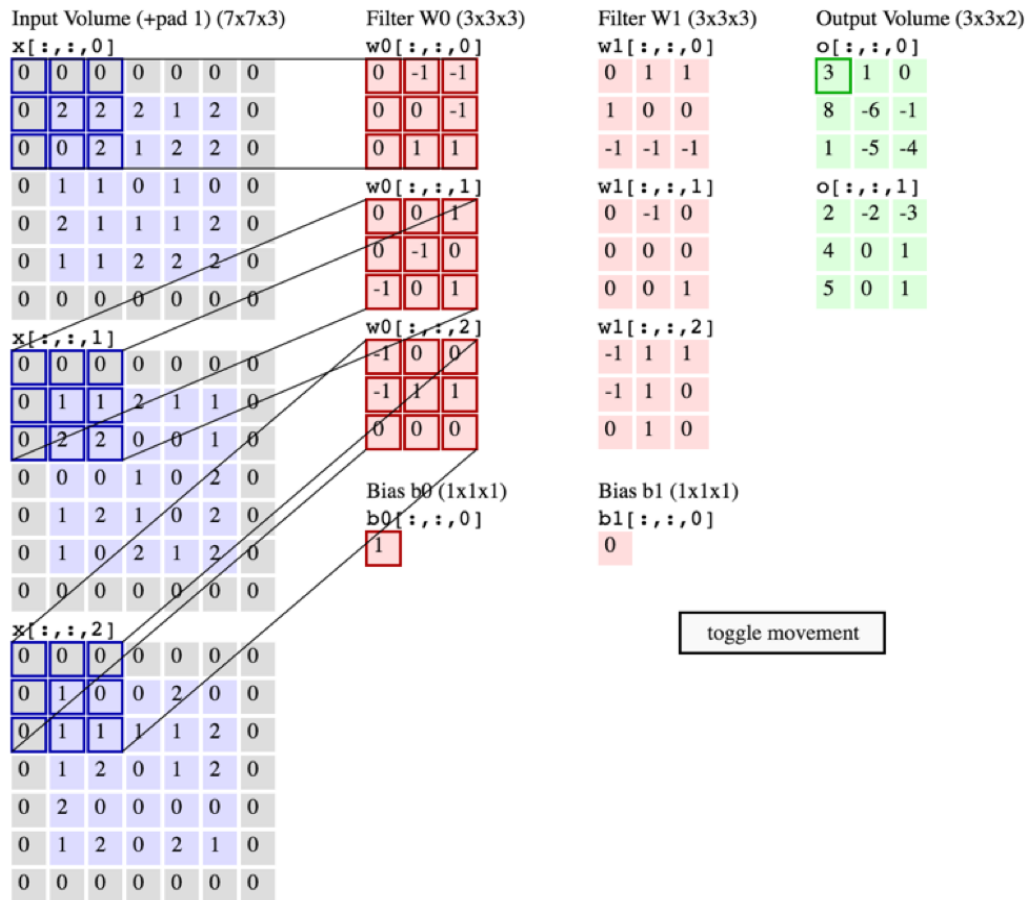 Input Volume (+pad 1) (7x7x3)
x[:,:,0]
0 0 0 0 0 0 0
0 2 2 2 1 2 0
0 0 2 1 2 2 0
0 1 1 0 1 0 0
0 2 1 1 1 2 0
0 1 1 2 2 2 0
0 0 0 0 0 0 0
x[:,:,1]
0 0 0 0 0 0 0
0 1 1 2 1 1 0
0 2 2 0 0 1 0
0 0 0 1 0 2 0
0 1 2 1 0 2 0
0 1 0 2 1 2 0
0 0 0 0 0 0 0
x[:,:,2]
0 0 0 0 0 0 0
0 1 0 0 2 0 0
0 1 1 1 1 2 0
0 1 2 0 1 2 0
0 2 0 0 0 0 0
0 1 2 0 2 1 0
0 0 0 0 0 0 0
Filter W0 (3x3x3)
w0[:,:,0]
0 -1 -1
0 0 -1
0 1 1
w0[:,:,1]
0 0 1
0 -1 0
-1 0 1
w0[:,:,2]
-1 0 0
-1 1 1
0 0 0
Bias b0 (1x1x1)
b0[:,:,0]
1
Filter W1 (3x3x3)
w1[:,:,0]
0 1 1
1 0 0
-1 -1 -1
w1[:,:,1]
0 -1 0
0 0 0
0 0 1
w1[:,:,2]
-1 1 1
-1 1 0
0 1 0
Bias b1 (1x1x1)
b1[:,:,0]
0
Output Volume (3x3x2)
o[:,:,0]
3 1 0
8 -6 -1
1 -5 -4
o[:,:,1]
2 -2 -3
4 0 1
5 0 1
toggle movement